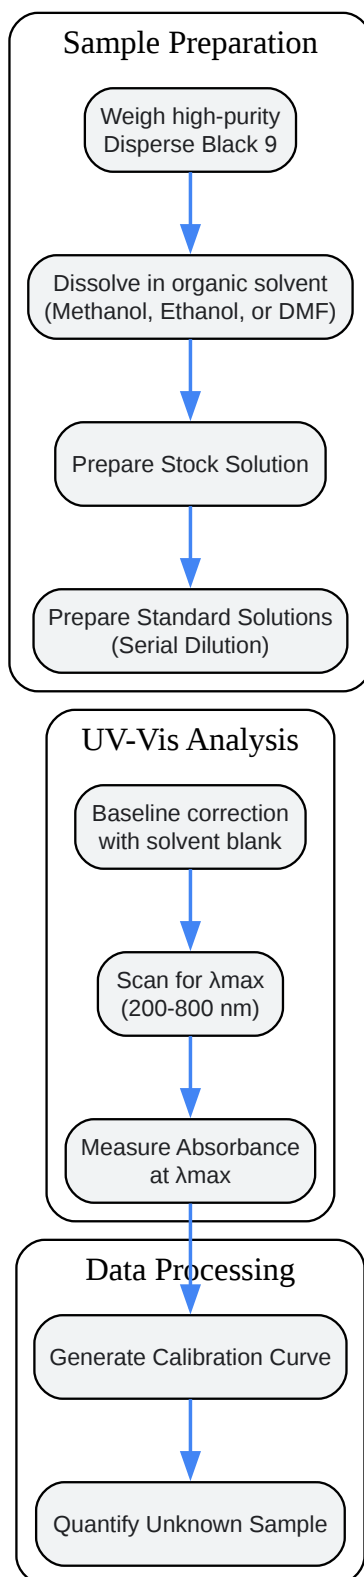 Sample Preparation
Weigh high-purity
Disperse Black 9
Dissolve in organic solvent
(Methanol, Ethanol, or DMF)
Prepare Stock Solution
Prepare Standard Solutions
(Serial Dilution)
UV-Vis Analysis
Baseline correction
with solvent blank
Scan for λmax
(200-800 nm)
Measure Absorbance
at λmax
Data Processing
Generate Calibration Curve
Quantify Unknown Sample